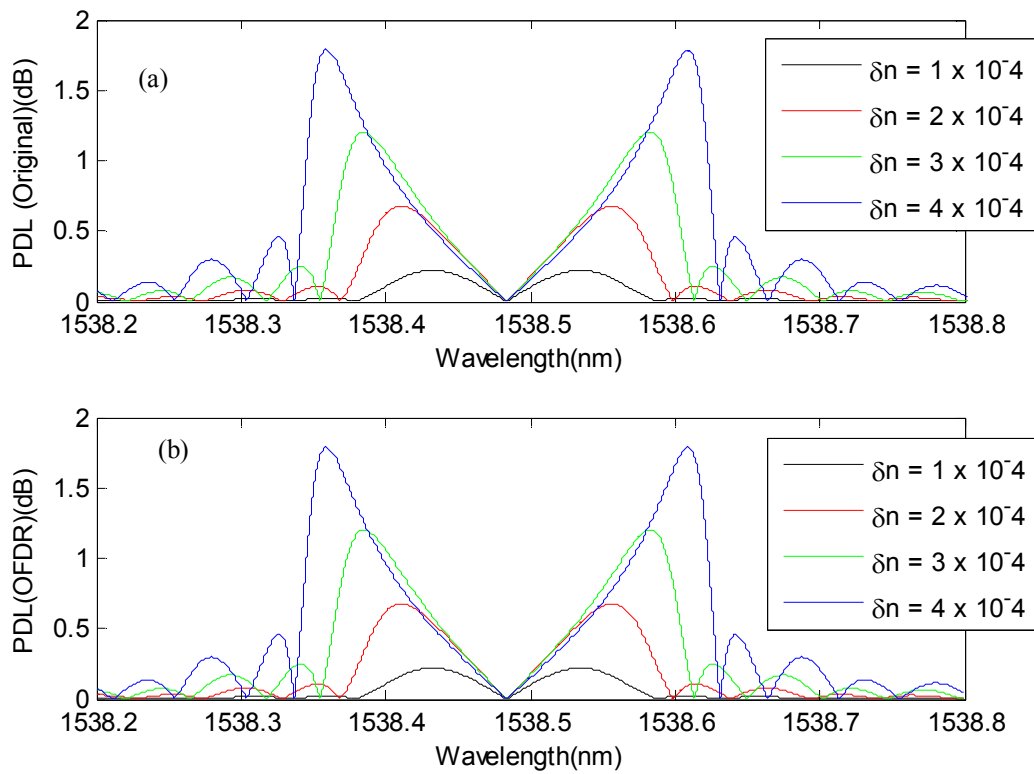 2
1.5
1
0.5
0
PDL (Original)(dB)
(a)
δn = 1 x 10⁻⁴
δn = 2 x 10⁻⁴
δn = 3 x 10⁻⁴
δn = 4 x 10⁻⁴
1538.2 1538.3 1538.4 1538.5 1538.6 1538.7 1538.8
Wavelength(nm)
2
1.5
1
0.5
0
PDL(OFDR)(dB)
(b)
δn = 1 x 10⁻⁴
δn = 2 x 10⁻⁴
δn = 3 x 10⁻⁴
δn = 4 x 10⁻⁴
1538.2 1538.3 1538.4 1538.5 1538.6 1538.7 1538.8
Wavelength(nm)